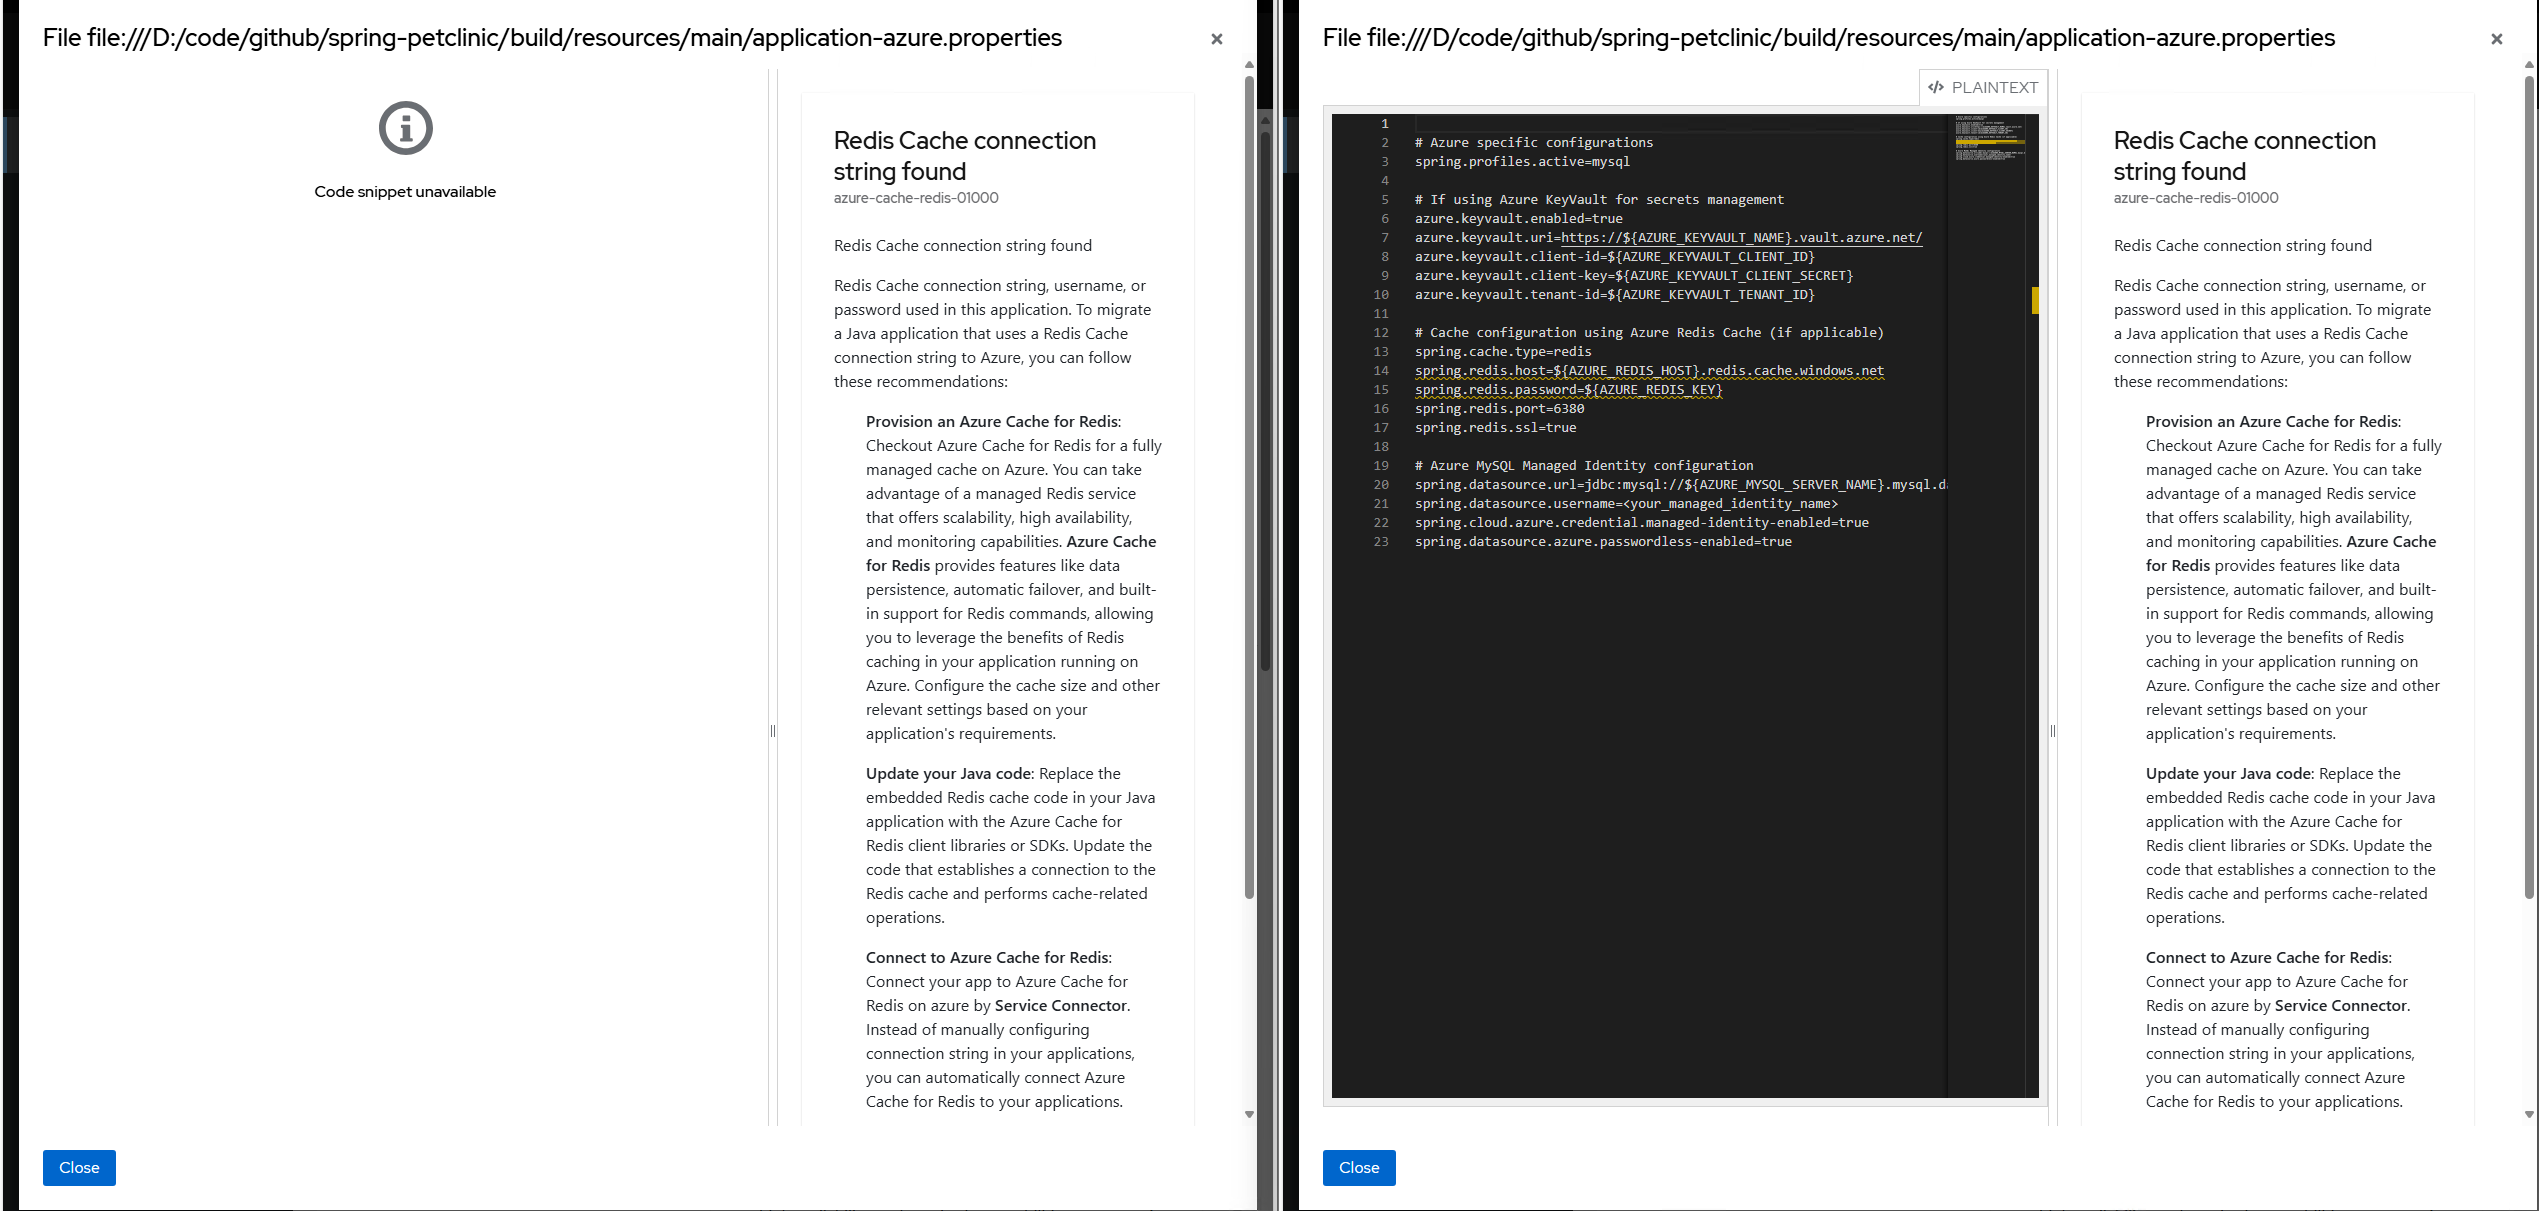 File file:///D:/code/github/spring-petclinic/build/resources/main/application-azure.properties
Code snippet unavailable
Redis Cache connection
string found
azure-cache-redis-01000
Redis Cache connection string found
Redis Cache connection string, username, or
password used in this application. To migrate
a Java application that uses a Redis Cache
connection string to Azure, you can follow
these recommendations:
Provision an Azure Cache for Redis:
Checkout Azure Cache for Redis for a fully
managed cache on Azure. You can take
advantage of a managed Redis service
that offers scalability, high availability,
and monitoring capabilities. Azure Cache
for Redis provides features like data
persistence, automatic failover, and built-
in support for Redis commands, allowing
you to leverage the benefits of Redis
caching in your application running on
Azure. Configure the cache size and other
relevant settings based on your
application's requirements.
Update your Java code: Replace the
embedded Redis cache code in your Java
application with the Azure Cache for
Redis client libraries or SDKs. Update the
code that establishes a connection to the
Redis cache and performs cache-related
operations.
Connect to Azure Cache for Redis:
Connect your app to Azure Cache for
Redis on azure by Service Connector.
Instead of manually configuring
connection string in your applications,
you can automatically connect Azure
Cache for Redis to your applications.
Close
File file:///D/code/github/spring-petclinic/build/resources/main/application-azure.properties
PLAINTEXT
1
2 # Azure specific configurations
3 spring.profiles.active=mysql
4
5 # If using Azure KeyVault for secrets management
6 azure.keyvault.enabled=true
7 azure.keyvault.uri=https://${AZURE_KEYVAULT_NAME}.vault.azure.net/
8 azure.keyvault.client-id=${AZURE_KEYVAULT_CLIENT_ID}
9 azure.keyvault.client-key=${AZURE_KEYVAULT_CLIENT_SECRET}
10 azure.keyvault.tenant-id=${AZURE_KEYVAULT_TENANT_ID}
11
12 # Cache configuration using Azure Redis Cache (if applicable)
13 spring.cache.type=redis
14 spring.redis.host=${AZURE_REDIS_HOST}.redis.cache.windows.net
15 spring.redis.password=${AZURE_REDIS_KEY}
16 spring.redis.port=6380
17 spring.redis.ssl=true
18
19 # Azure MySQL Managed Identity configuration
20 spring.datasource.url=jdbc:mysql://${AZURE_MYSQL_SERVER_NAME}.mysql.d
21 spring.datasource.username=<your_managed_identity_name>
22 spring.cloud.azure.credential.managed-identity-enabled=true
23 spring.datasource.azure.passwordless-enabled=true
Redis Cache connection
string found
azure-cache-redis-01000
Redis Cache connection string found
Redis Cache connection string, username, or
password used in this application. To migrate
a Java application that uses a Redis Cache
connection string to Azure, you can follow
these recommendations:
Provision an Azure Cache for Redis:
Checkout Azure Cache for Redis for a fully
managed cache on Azure. You can take
advantage of a managed Redis service
that offers scalability, high availability,
and monitoring capabilities. Azure Cache
for Redis provides features like data
persistence, automatic failover, and built-
in support for Redis commands, allowing
you to leverage the benefits of Redis
caching in your application running on
Azure. Configure the cache size and other
relevant settings based on your
application's requirements.
Update your Java code: Replace the
embedded Redis cache code in your Java
application with the Azure Cache for
Redis client libraries or SDKs. Update the
code that establishes a connection to the
Redis cache and performs cache-related
operations.
Connect to Azure Cache for Redis:
Connect your app to Azure Cache for
Redis on azure by Service Connector.
Instead of manually configuring
connection string in your applications,
you can automatically connect Azure
Cache for Redis to your applications.
Close